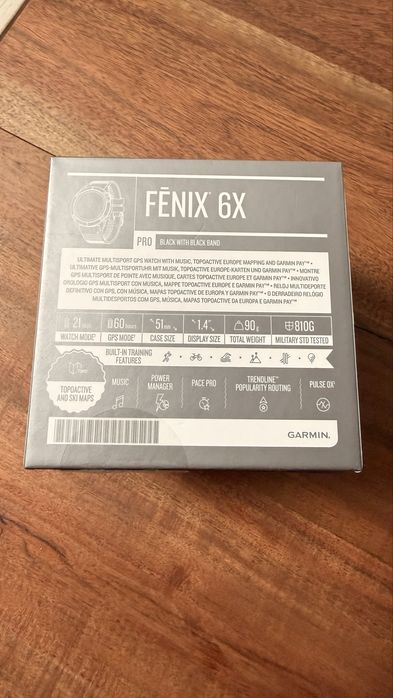 FĒNIX® 6X
PRO BLACK WITH BLACK BAND
ULTIMATE MULTISPORT GPS WATCH WITH MUSIC, TOPOACTIVE EUROPE MAPPING AND GARMIN PAY™ •
ULTIMATIVE GPS-MULTISPORTUHR MIT MUSIK, TOPOACTIVE EUROPE-KARTEN UND GARMIN PAY™ • MONTRE
GPS MULTISPORT DE POINTE AVEC MUSIQUE, CARTES TOPOACTIVE EUROPE ET GARMIN PAY™ • INNOVATIVO
OROLOGIO GPS MULTISPORT CON MUSICA, MAPPE TOPOACTIVE EUROPE E GARMIN PAY™ • RELOJ MULTIDEPORTE
DEFINITIVO CON GPS, CON MÚSICA, MAPAS TOPOACTIVE DE EUROPA Y GARMIN PAY™ • O DERRADEIRO RELÓGIO
MULTIDESPORTOS COM GPS, MÚSICA, MAPAS TOPOACTIVE DA EUROPA E GARMIN PAY™
21 60 51 1.4" 90g 810G
WATCH MODE† GPS MODE† CASE SIZE DISPLAY SIZE TOTAL WEIGHT MILITARY STD TESTED
BUILT-IN TRAINING
FEATURES
TOPO
TOPOACTIVE
AND SKI MAPS
MUSIC
POWER
MANAGER
PACE PRO
TRENDLINE™
POPULARITY ROUTING
PULSE OX
GARMIN.